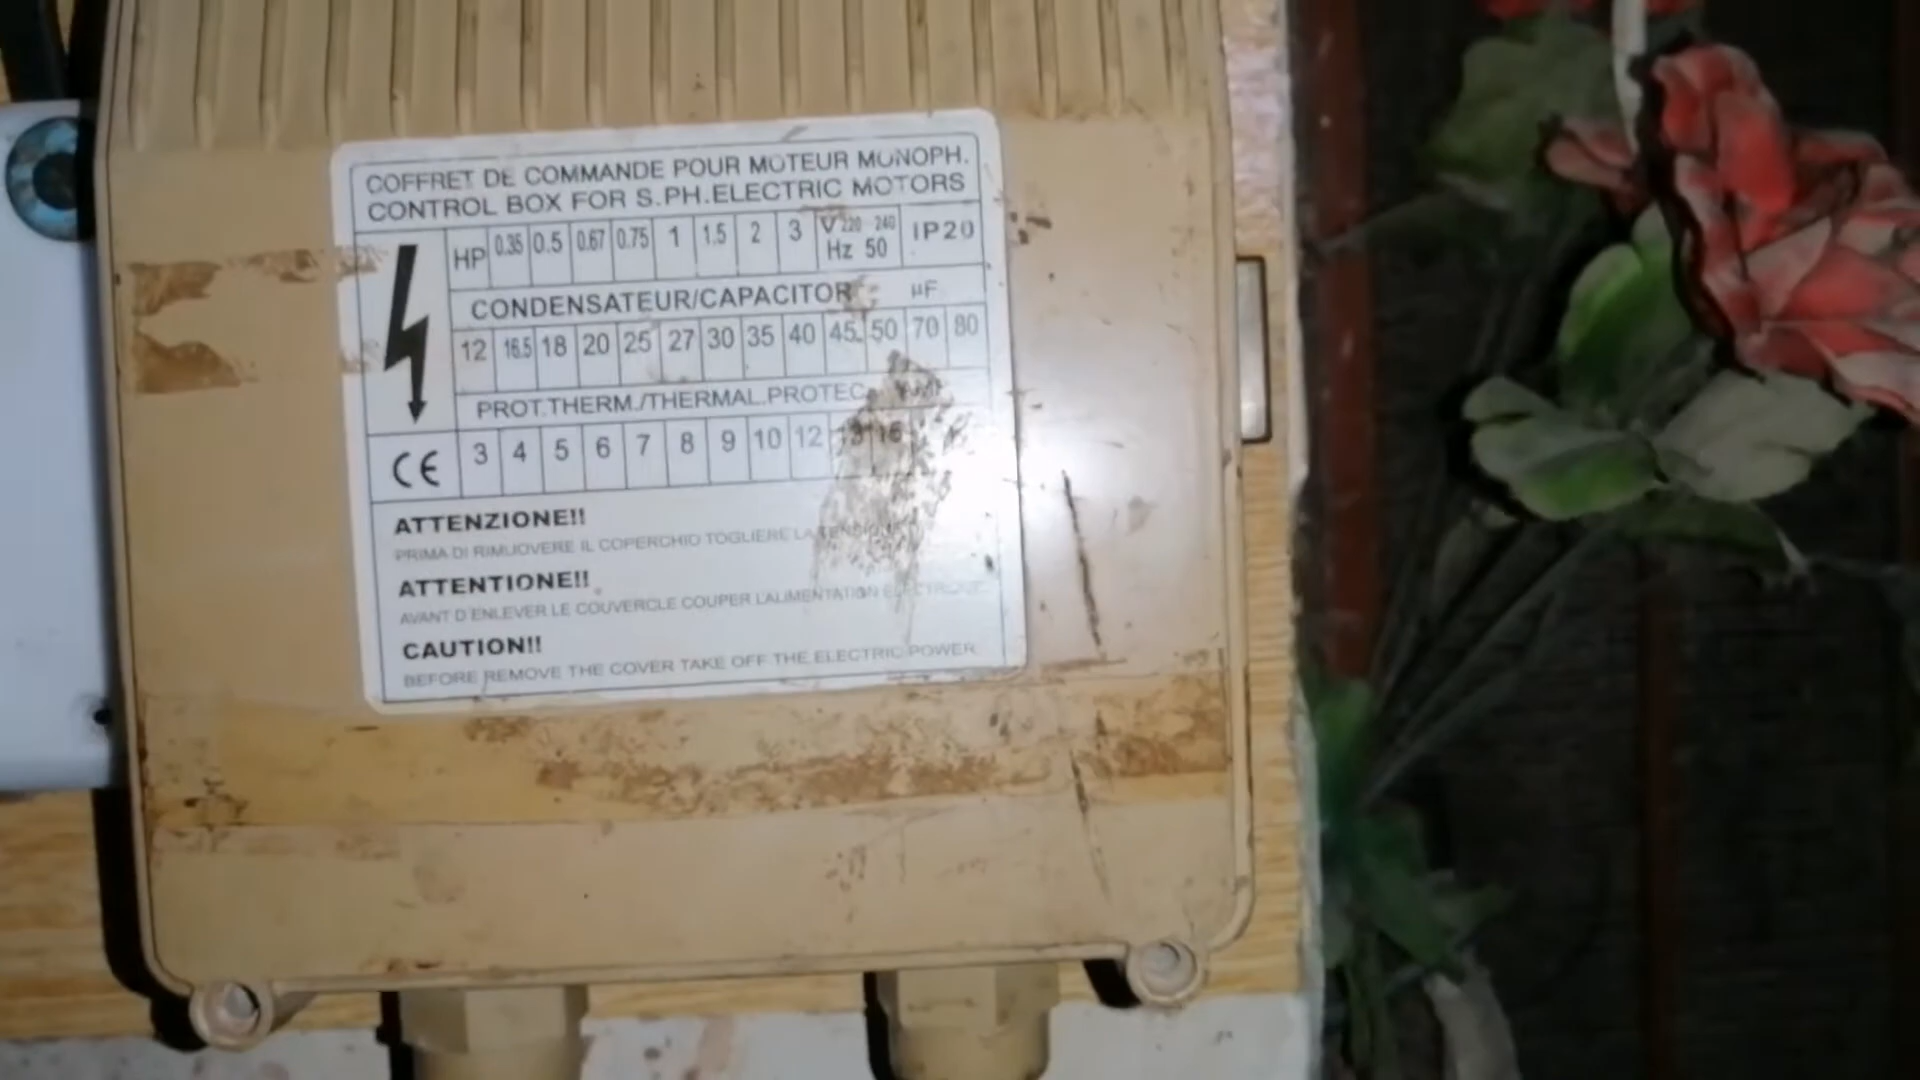 COFFRET DE COMMANDE POUR MOTEUR MONOPH.
CONTROL BOX FOR S.PH.ELECTRIC MOTORS
HP 0.35 0.5 0.67 0.75 1 1.5 2 3 V 220 240 Hz 50 IP20
CONDENSATEUR/CAPACITOR µF
12 16.5 18 20 25 27 30 35 40 45 50 70 80
PROT.THERM./THERMAL.PROTEC.
CE 3 4 5 6 7 8 9 10 12
ATTENZIONE!!
PRIMA DI RIMUOVERE IL COPERCHIO TOGLIERE LA TENSIONE
ATTENTIONE!!
AVANT D'ENLEVER LE COUVERCLE COUPER L'ALIMENTATION
CAUTION!!
BEFORE REMOVE THE COVER TAKE OFF THE ELECTRIC POWER.